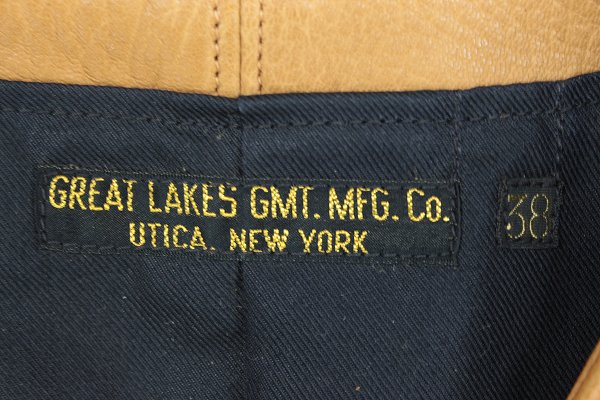 GREAT LAKES GMT. MFG. Co.
UTICA, NEW YORK
38